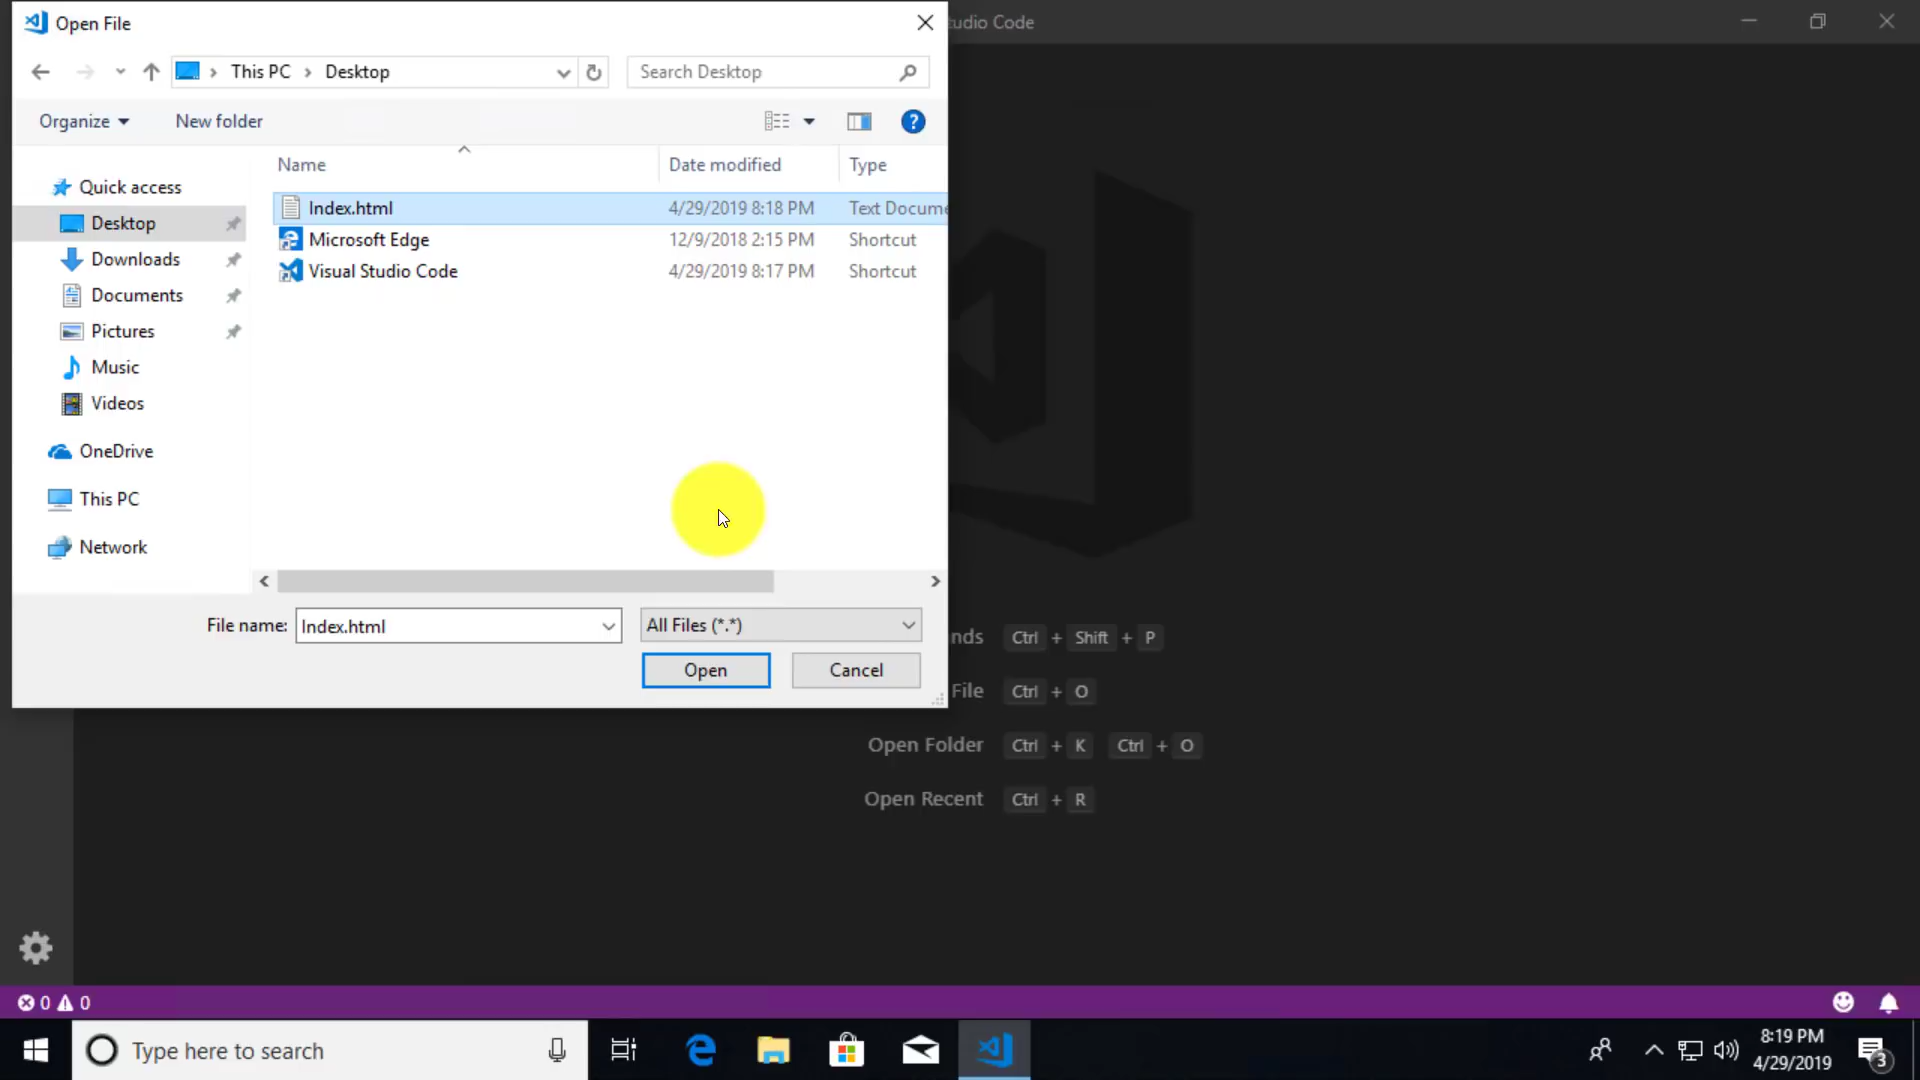 Open File
tudio Code
This PC > Desktop
Search Desktop
Organize
New folder
Name
Date modified
Type
Quick access
Desktop
Downloads
Documents
Pictures
Music
Videos
OneDrive
This PC
Network
Index.html 4/29/2019 8:18 PM Text Docume
Microsoft Edge 12/9/2018 2:15 PM Shortcut
Visual Studio Code 4/29/2019 8:17 PM Shortcut
File name: Index.html
All Files (*.*)
Open
Cancel
nds Ctrl + Shift + P
File Ctrl + O
Open Folder Ctrl + K Ctrl + O
Open Recent Ctrl + R
0 0
Type here to search
8:19 PM
4/29/2019
3